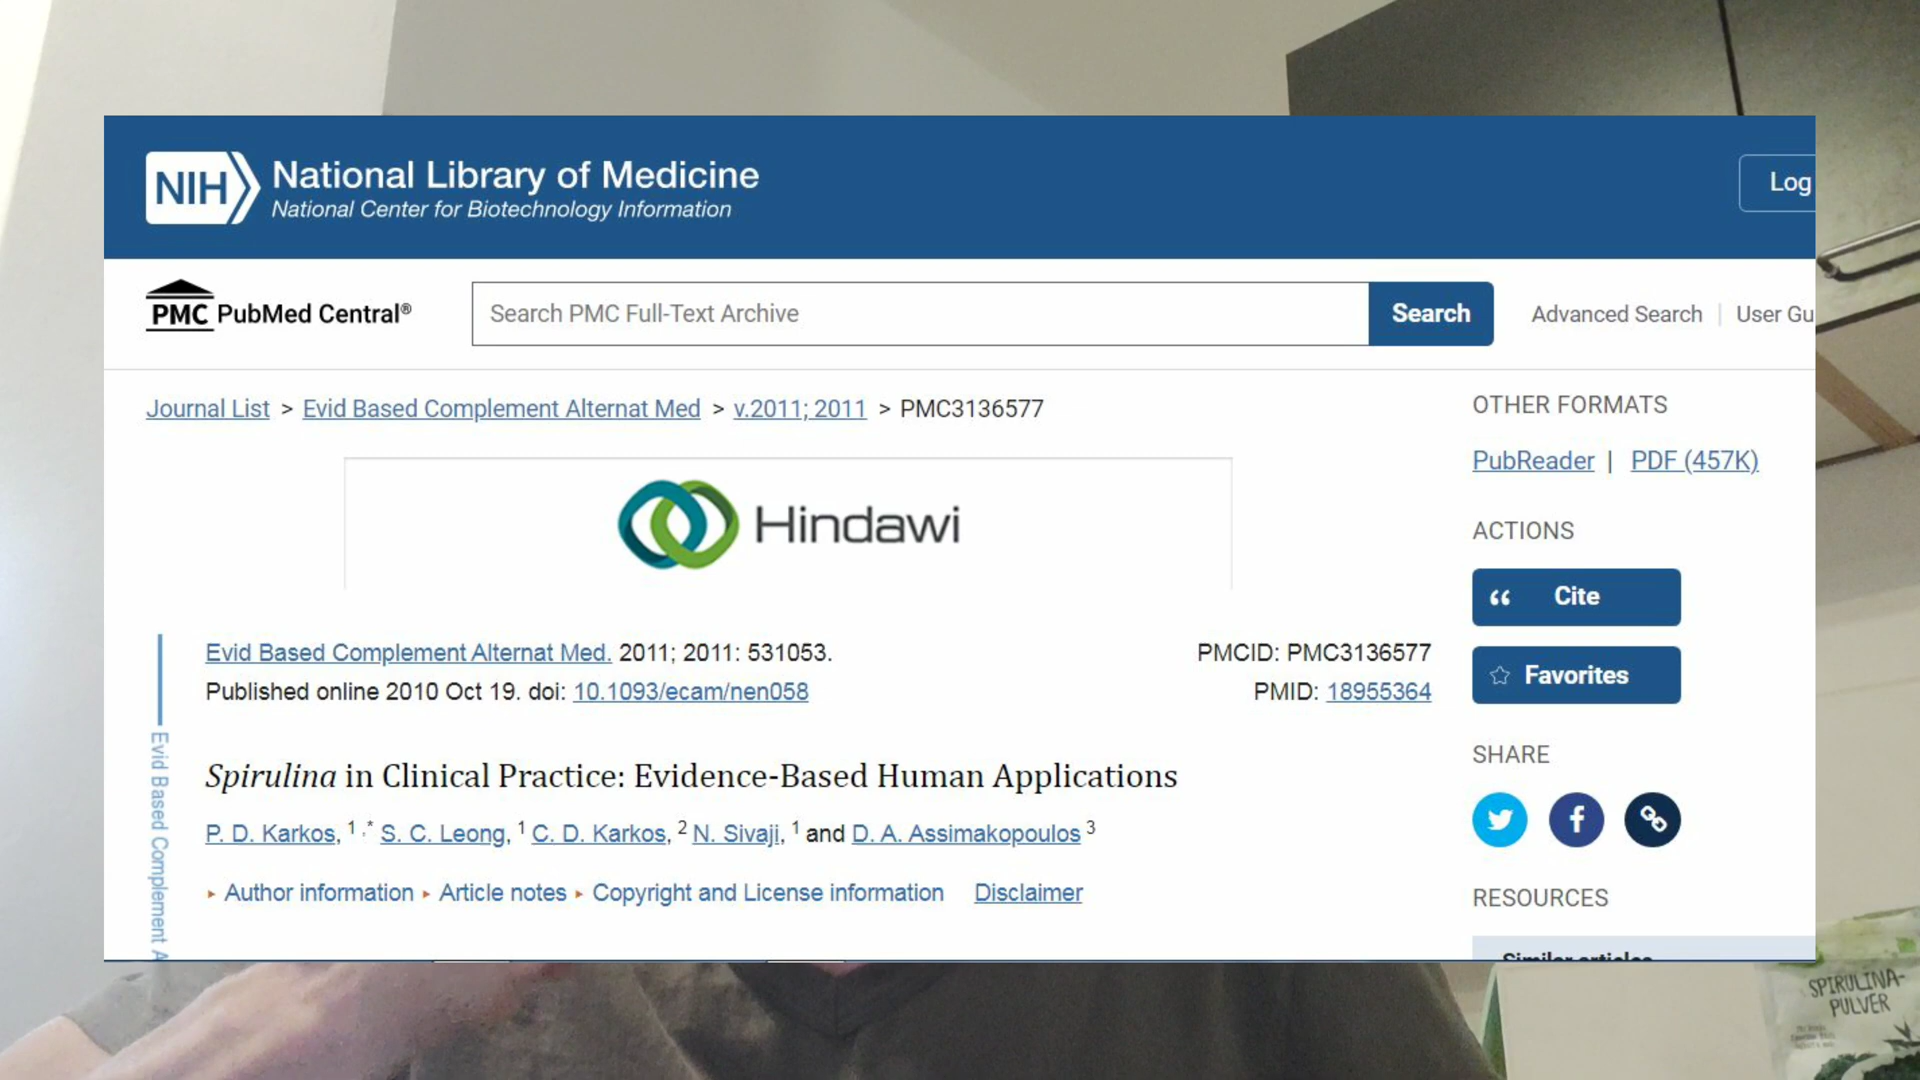 NIH National Library of Medicine
National Center for Biotechnology Information
Log
PMC PubMed Central®
Search PMC Full-Text Archive
Search
Advanced Search | User Gu
Journal List > Evid Based Complement Alternat Med > v.2011; 2011 > PMC3136577
Hindawi
Evid Based Complement Alternat Med. 2011; 2011: 531053.
Published online 2010 Oct 19. doi: 10.1093/ecam/nen058
PMCID: PMC3136577
PMID: 18955364
Spirulina in Clinical Practice: Evidence-Based Human Applications
P. D. Karkos, 1 ,* S. C. Leong, 1 C. D. Karkos, 2 N. Sivaji, 1 and D. A. Assimakopoulos 3
Author information Article notes Copyright and License information Disclaimer
Evid Based Complement A
OTHER FORMATS
PubReader | PDF (457K)
ACTIONS
Cite
Favorites
SHARE
RESOURCES
Similar articles
SPIRULINA-
PULVER